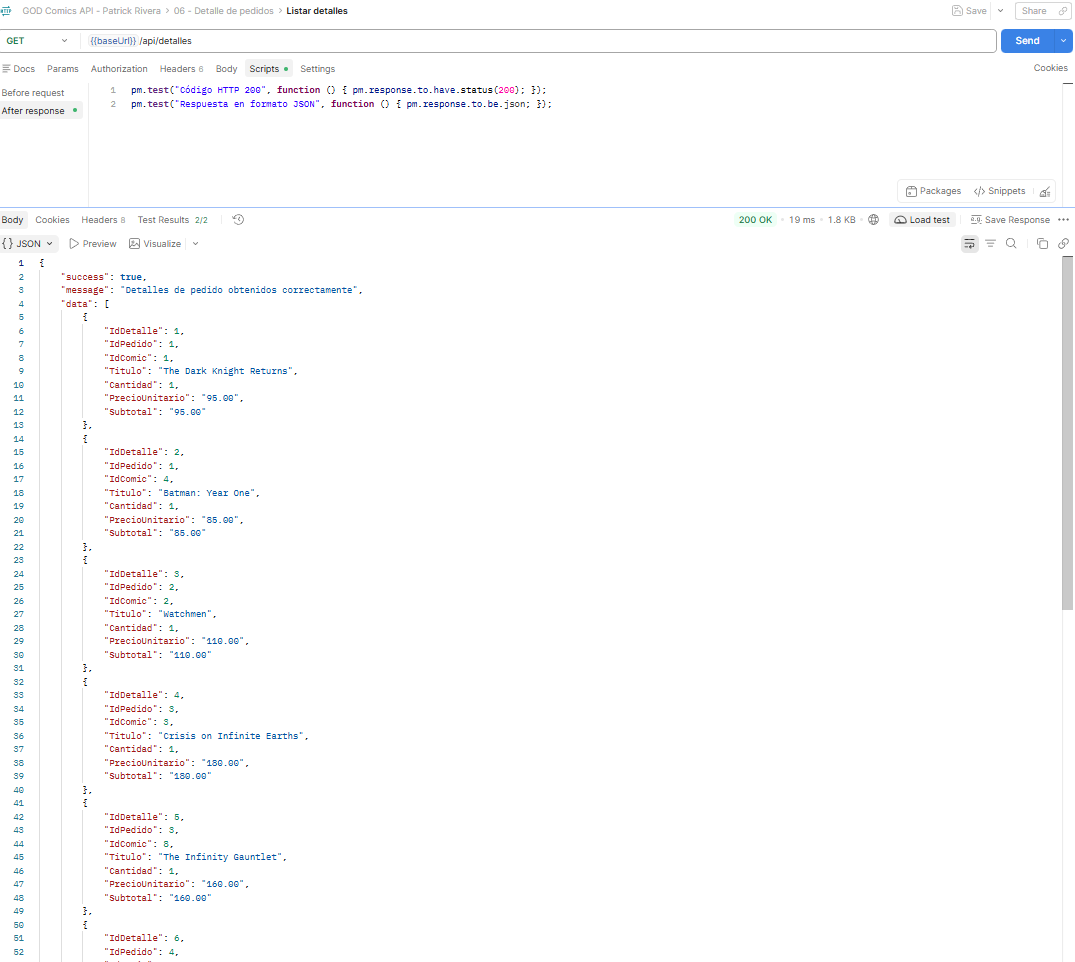 HTTP GOD Comics API - Patrick Rivera > 06 - Detalle de pedidos > Listar detalles Save Share
GET {{baseUrl}} /api/detalles Send
Docs Params Authorization Headers 6 Body Scripts Settings Cookies
Before request
After response
1 pm.test("Código HTTP 200", function () { pm.response.to.have.status(200); });
2 pm.test("Respuesta en formato JSON", function () { pm.response.to.be.json; });
Packages </> Snippets
Body Cookies Headers 8 Test Results 2/2 200 OK • 19 ms • 1.8 KB • Load test Save Response •••
{ } JSON Preview Visualize
1 {
2 "success": true,
3 "message": "Detalles de pedido obtenidos correctamente",
4 "data": [
5 {
6 "IdDetalle": 1,
7 "IdPedido": 1,
8 "IdComic": 1,
9 "Titulo": "The Dark Knight Returns",
10 "Cantidad": 1,
11 "PrecioUnitario": "95.00",
12 "Subtotal": "95.00"
13 },
14 {
15 "IdDetalle": 2,
16 "IdPedido": 1,
17 "IdComic": 4,
18 "Titulo": "Batman: Year One",
19 "Cantidad": 1,
20 "PrecioUnitario": "85.00",
21 "Subtotal": "85.00"
22 },
23 {
24 "IdDetalle": 3,
25 "IdPedido": 2,
26 "IdComic": 2,
27 "Titulo": "Watchmen",
28 "Cantidad": 1,
29 "PrecioUnitario": "110.00",
30 "Subtotal": "110.00"
31 },
32 {
33 "IdDetalle": 4,
34 "IdPedido": 3,
35 "IdComic": 3,
36 "Titulo": "Crisis on Infinite Earths",
37 "Cantidad": 1,
38 "PrecioUnitario": "180.00",
39 "Subtotal": "180.00"
40 },
41 {
42 "IdDetalle": 5,
43 "IdPedido": 3,
44 "IdComic": 8,
45 "Titulo": "The Infinity Gauntlet",
46 "Cantidad": 1,
47 "PrecioUnitario": "160.00",
48 "Subtotal": "160.00"
49 },
50 {
51 "IdDetalle": 6,
52 "IdPedido": 4,